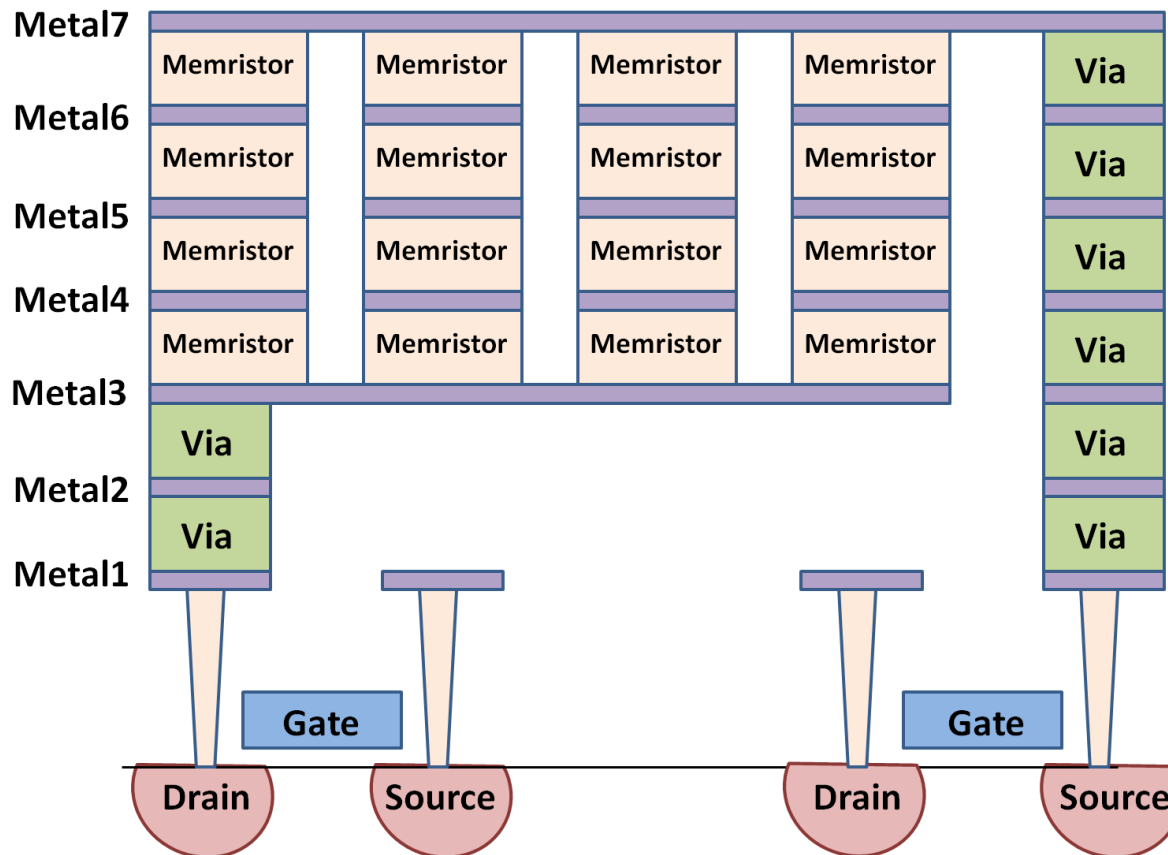 Metal7
Memristor Memristor Memristor Memristor Via
Metal6
Memristor Memristor Memristor Memristor Via
Metal5
Memristor Memristor Memristor Memristor Via
Metal4
Memristor Memristor Memristor Memristor Via
Metal3
Via Via
Metal2
Via Via
Metal1
Gate Gate
Drain Source Drain Source